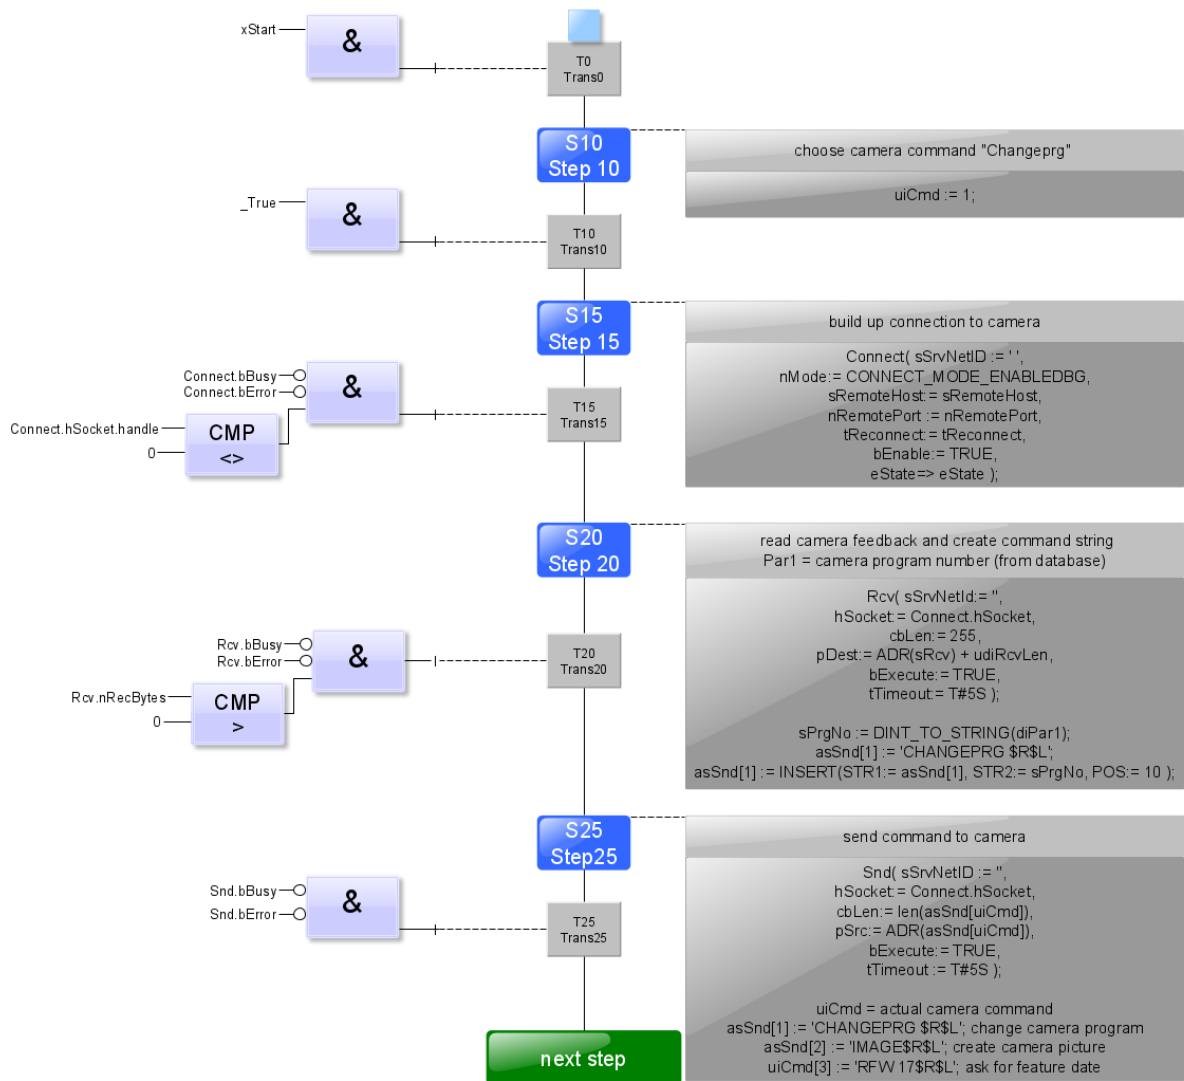 xStart
&
T0
Trans0
S10
Step 10
choose camera command "Changeprg"
uiCmd := 1;
_True
&
T10
Trans10
S15
Step 15
build up connection to camera
Connect( sSrvNetID := ' ',
nMode:= CONNECT_MODE_ENABLEDBG,
sRemoteHost:= sRemoteHost,
nRemotePort := nRemotePort,
tReconnect:= tReconnect,
bEnable:= TRUE,
eState=> eState );
Connect.bBusy
Connect.bError
&
Connect.hSocket.handle
0
CMP
<>
T15
Trans15
S20
Step 20
read camera feedback and create command string
Par1 = camera program number (from database)
Rcv( sSrvNetId:= '',
hSocket:= Connect.hSocket,
cbLen:= 255,
pDest:= ADR(sRcv) + udiRcvLen,
bExecute:= TRUE,
tTimeout:= T#5S );
sPrgNo := DINT_TO_STRING(diPar1);
asSnd[1] := 'CHANGEPRG $R$L';
asSnd[1] := INSERT(STR1:= asSnd[1], STR2:= sPrgNo, POS:= 10 );
Rcv.bBusy
Rcv.bError
&
Rcv.nRecBytes
0
CMP
>
T20
Trans20
S25
Step25
send command to camera
Snd( sSrvNetID := '',
hSocket:= Connect.hSocket,
cbLen:= len(asSnd[uiCmd]),
pSrc:= ADR(asSnd[uiCmd]),
bExecute:= TRUE,
tTimeout := T#5S );
uiCmd = actual camera command
asSnd[1] := 'CHANGEPRG $R$L'; change camera program
asSnd[2] := 'IMAGE$R$L'; create camera picture
uiCmd[3] := 'RFW 17$R$L'; ask for feature date
Snd.bBusy
Snd.bError
&
T25
Trans25
next step